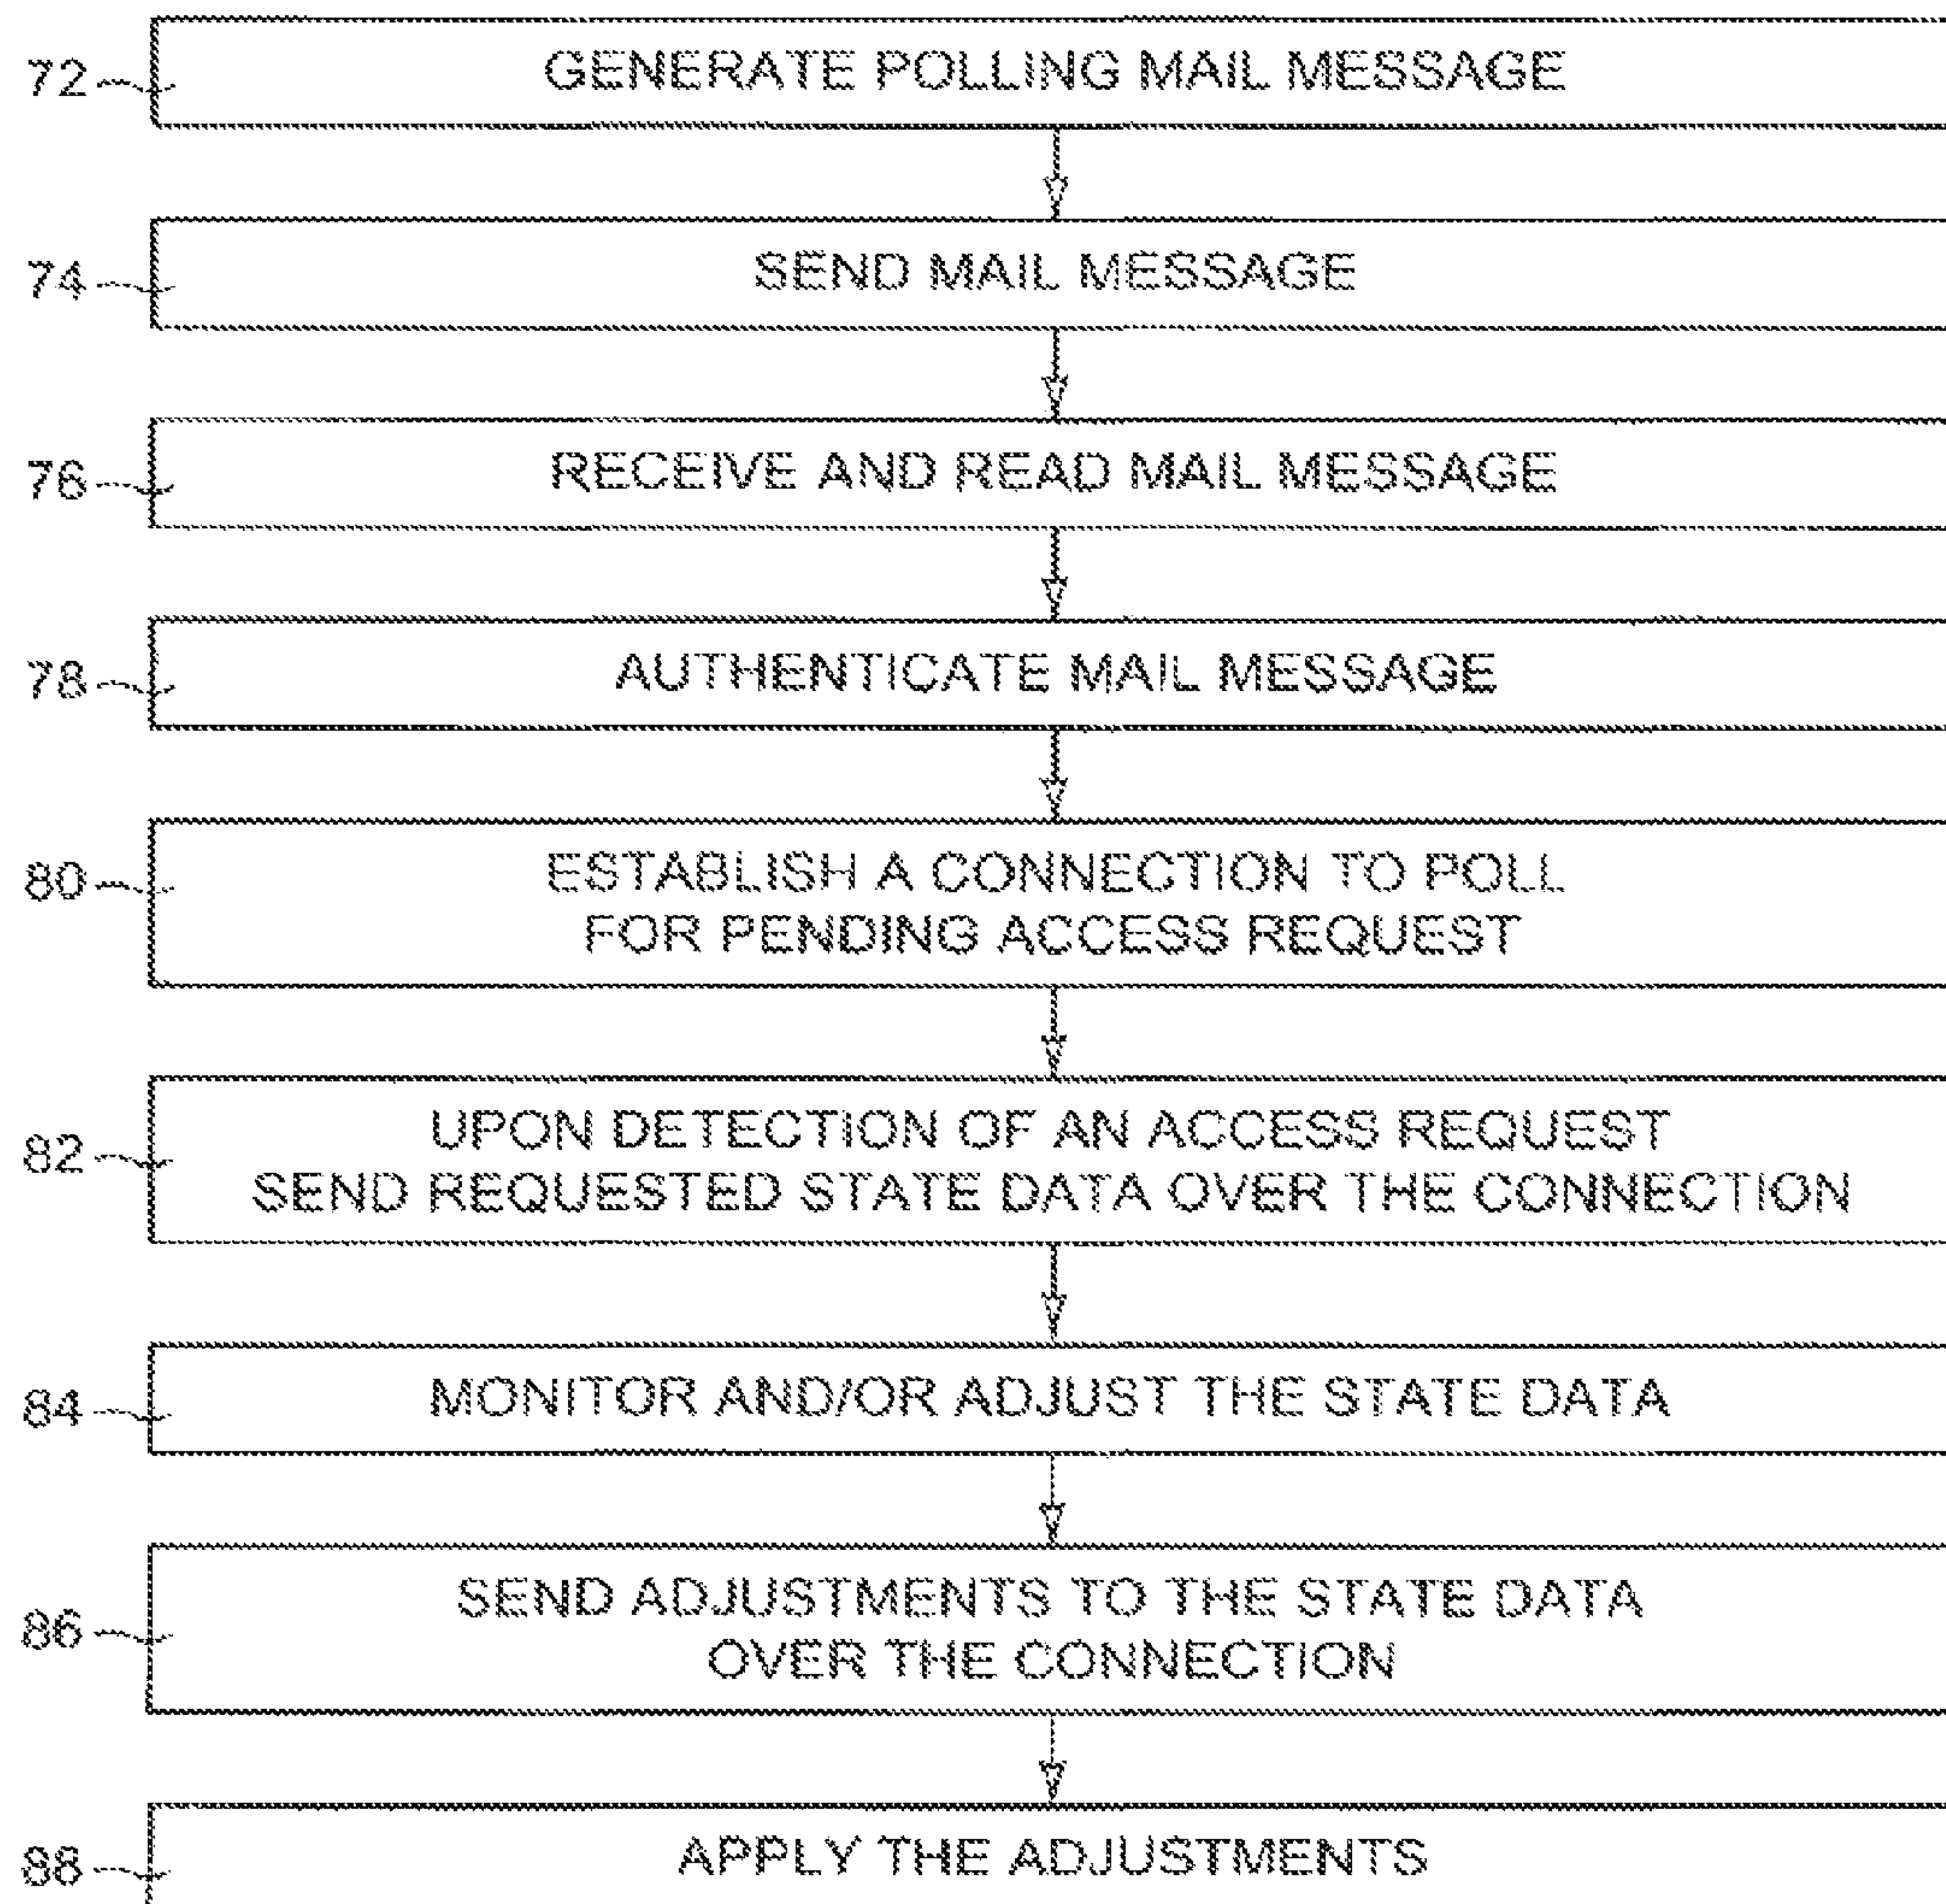 72 GENERATE POLLING MAIL MESSAGE
74 SEND MAIL MESSAGE
76 RECEIVE AND READ MAIL MESSAGE
78 AUTHENTICATE MAIL MESSAGE
80 ESTABLISH A CONNECTION TO POLL
FOR PENDING ACCESS REQUEST
82 UPON DETECTION OF AN ACCESS REQUEST
SEND REQUESTED STATE DATA OVER THE CONNECTION
84 MONITOR AND/OR ADJUST THE STATE DATA
86 SEND ADJUSTMENTS TO THE STATE DATA
OVER THE CONNECTION
88 APPLY THE ADJUSTMENTS